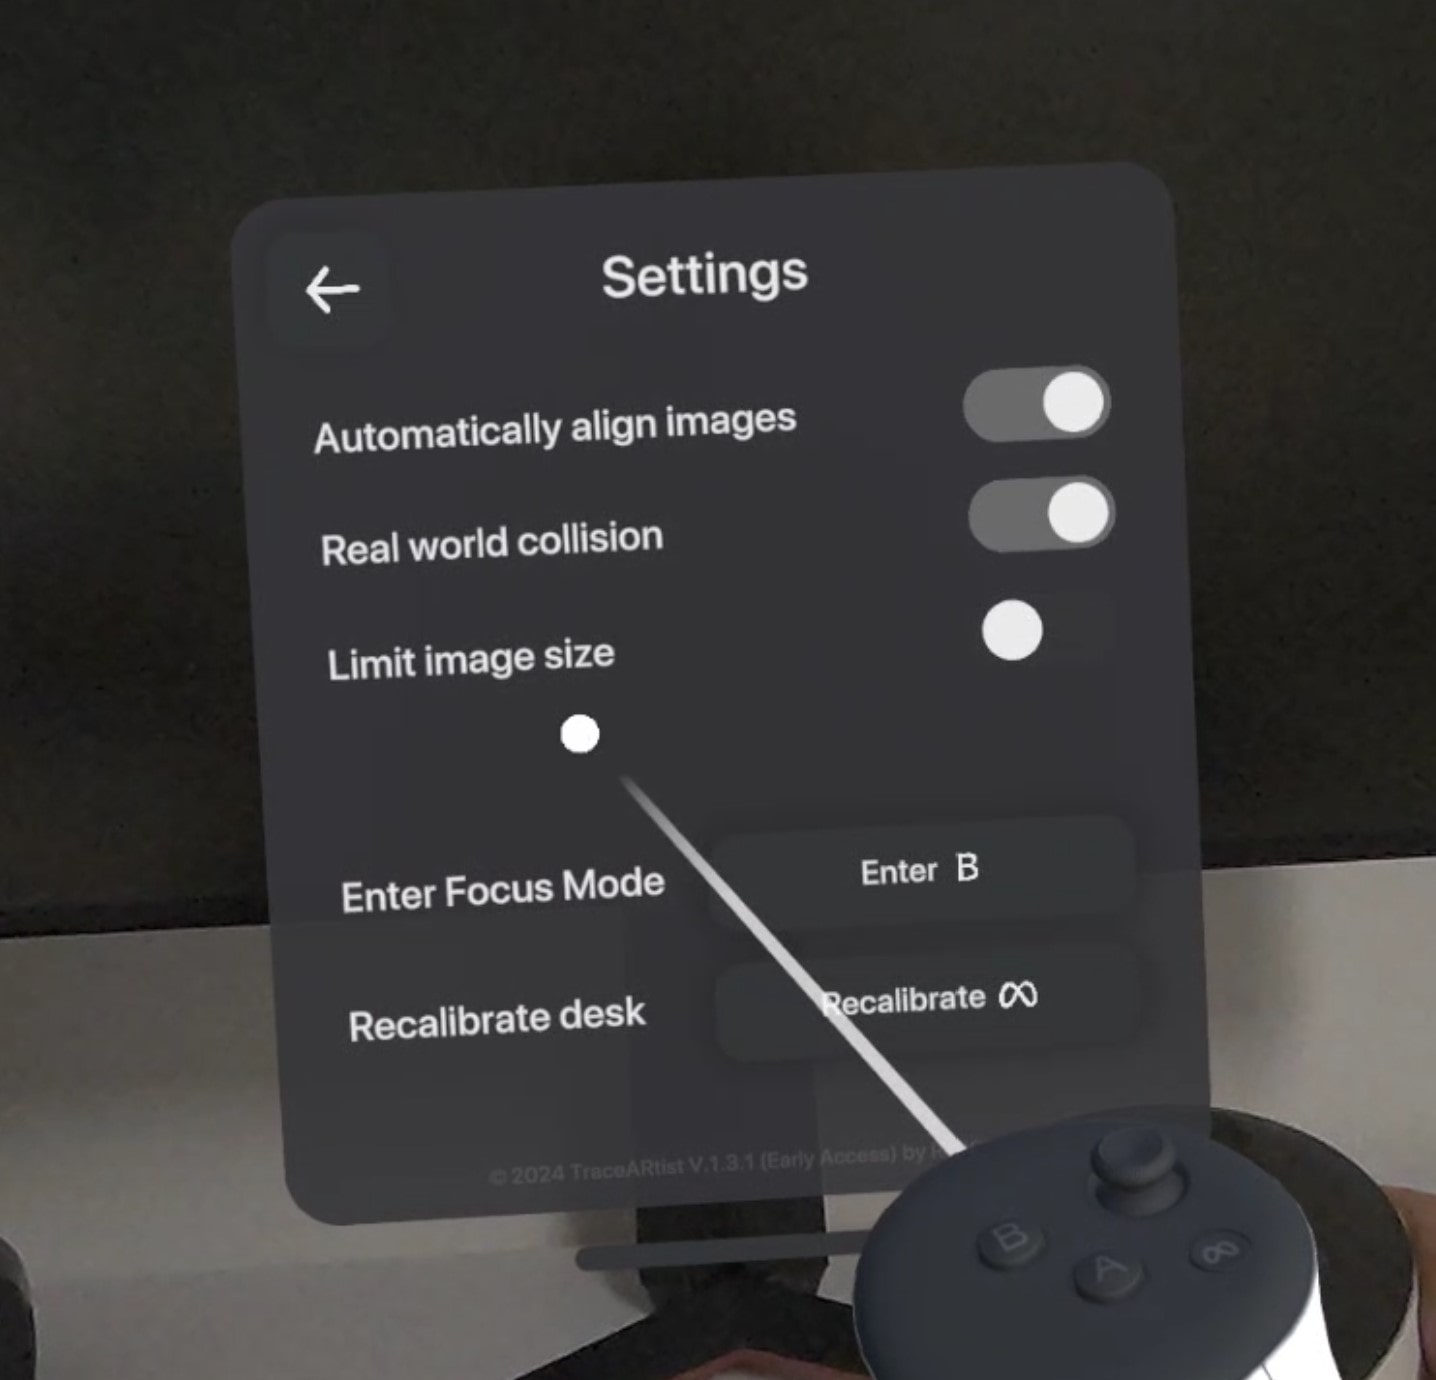 Settings
Automatically align images
Real world collision
Limit image size
Enter Focus Mode
Enter B
Recalibrate desk
Recalibrate
© 2024 TraceARtist V.1.3.1 (Early Access) by
B
A